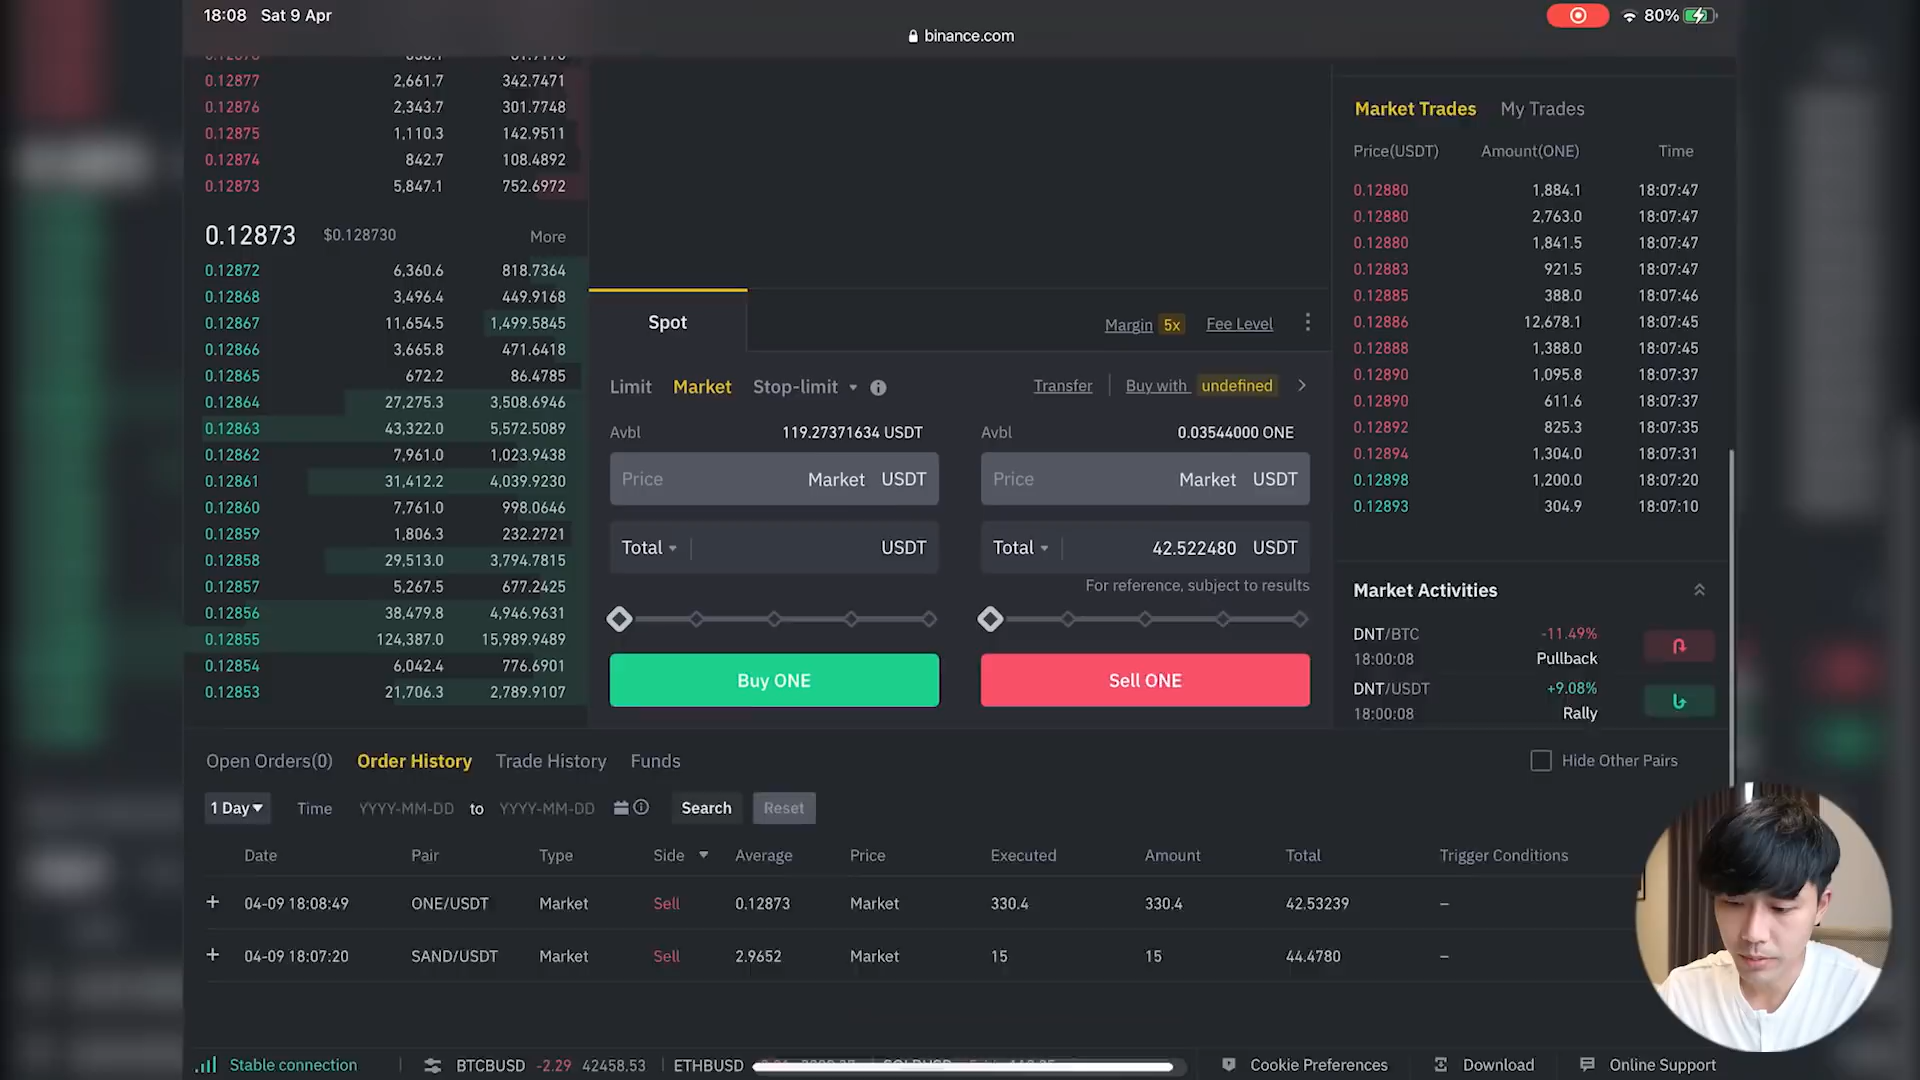 18:08 Sat 9 Apr
80%
binance.com
0.12877 2,661.7 342.7471
0.12876 2,343.7 301.7748
0.12875 1,110.3 142.9511
0.12874 842.7 108.4892
0.12873 5,847.1 752.6972
0.12873 $0.128730 More
0.12872 6,360.6 818.7364
0.12868 3,496.4 449.9168
0.12867 11,654.5 1,499.5845
0.12866 3,665.8 471.6418
0.12865 672.2 86.4785
0.12864 27,275.3 3,508.6946
0.12863 43,322.0 5,572.5089
0.12862 7,961.0 1,023.9438
0.12861 31,412.2 4,039.9230
0.12860 7,761.0 998.0646
0.12859 1,806.3 232.2721
0.12858 29,513.0 3,794.7815
0.12857 5,267.5 677.2425
0.12856 38,479.8 4,946.9631
0.12855 124,387.0 15,989.9489
0.12854 6,042.4 776.6901
0.12853 21,706.3 2,789.9107
Spot
Margin 5x Fee Level
Limit Market Stop-limit
Transfer Buy with undefined
Avbl 119.27371634 USDT
Price Market USDT
Total USDT
Buy ONE
Avbl 0.03544000 ONE
Price Market USDT
Total 42.522480 USDT
For reference, subject to results
Sell ONE
Market Trades My Trades
Price(USDT) Amount(ONE) Time
0.12880 1,884.1 18:07:47
0.12880 2,763.0 18:07:47
0.12880 1,841.5 18:07:47
0.12883 921.5 18:07:47
0.12885 388.0 18:07:46
0.12886 12,678.1 18:07:45
0.12888 1,388.0 18:07:45
0.12890 1,095.8 18:07:37
0.12890 611.6 18:07:37
0.12892 825.3 18:07:35
0.12894 1,304.0 18:07:31
0.12898 1,200.0 18:07:20
0.12893 304.9 18:07:10
Market Activities
DNT/BTC -11.49%
18:00:08 Pullback
DNT/USDT +9.08%
18:00:08 Rally
Open Orders(0) Order History Trade History Funds
Hide Other Pairs
1 Day Time YYYY-MM-DD to YYYY-MM-DD Search Reset
Date Pair Type Side Average Price Executed Amount Total Trigger Conditions
+ 04-09 18:08:49 ONE/USDT Market Sell 0.12873 Market 330.4 330.4 42.53239 –
+ 04-09 18:07:20 SAND/USDT Market Sell 2.9652 Market 15 15 44.4780 –
Stable connection BTCBUSD -2.29 42458.53 ETHBUSD
Cookie Preferences Download Online Support